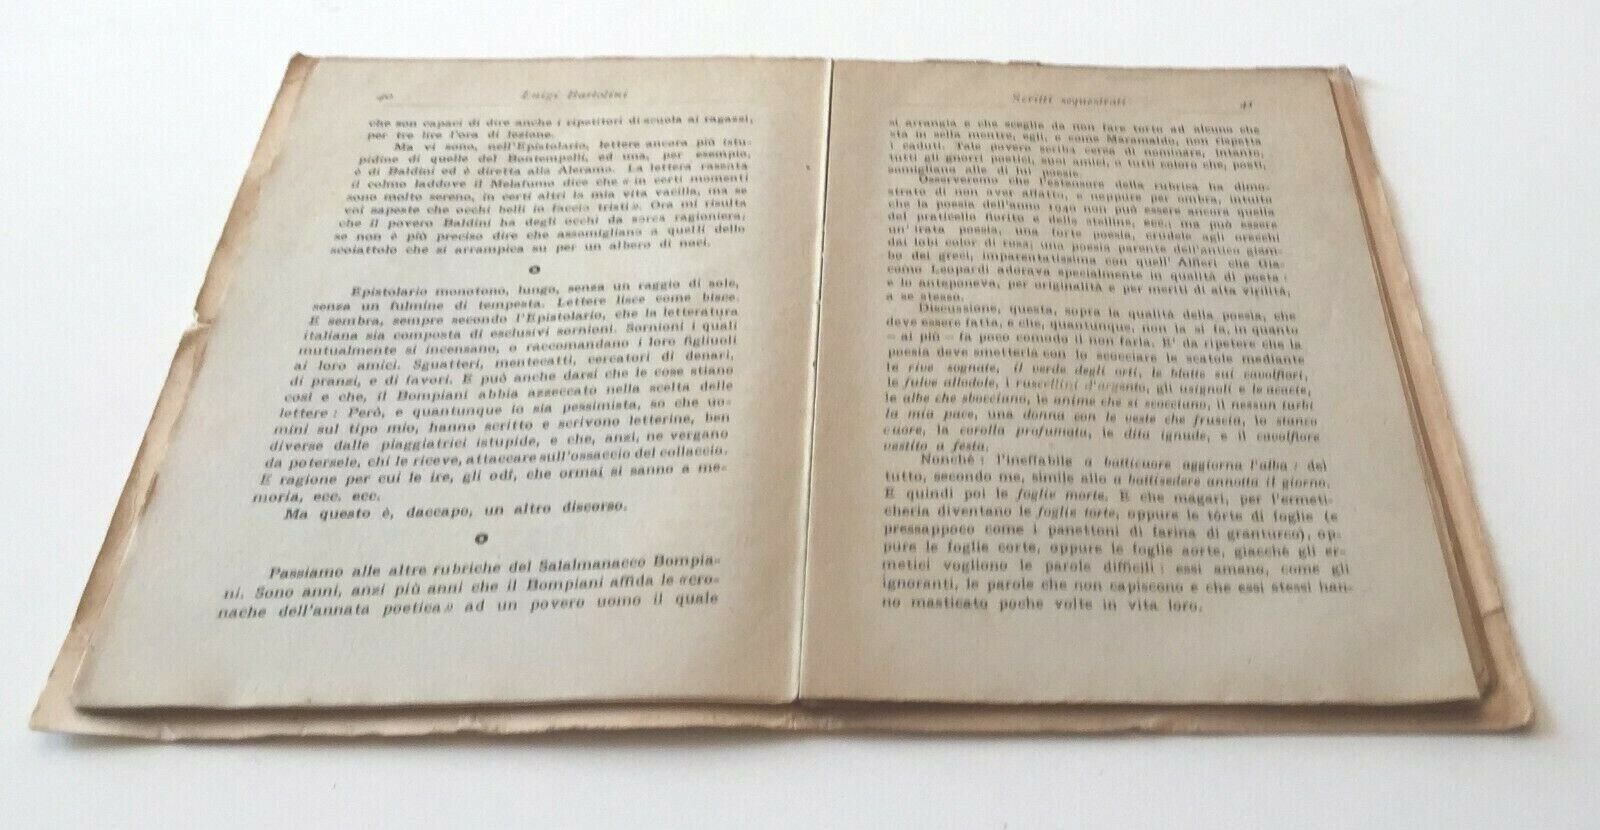 40
Luigi Bartolini
che son capaci di dire anche i ripetitori di scuola ai ragazzi,
per tre lire l'ora di lezione.
Ma vi sono, nell'Epistolario, lettere ancora più istu-
pidine di quelle del Bontempelli, ed una, per esempio,
è di Baldini ed è diretta alla Aleramo. La lettera rasenta
il colmo laddove il Melafumo dice che « in certi momenti
sono molto sereno, in certi altri la mia vita vacilla, ma se
voi sapeste che occhi belli in faccia tristi ». Ora mi risulta
che il povero Baldini ha degli occhi da sorca ragioniera;
se non è più preciso dire che assomigliano a quelli dello
scoiattolo che si arrampica su per un albero di noci.
Epistolario monotono, lungo, senza un raggio di sole,
senza un fulmine di tempesta. Lettere lisce come bisce.
E sembra, sempre secondo l'Epistolario, che la letteratura
italiana sia composta di esclusivi sornioni. Sornioni i quali
mutualmente si incensano, o raccomandano i loro figliuoli
ai loro amici. Sguatteri, mentecatti, cercatori di denari,
di pranzi, e di favori. E può anche darsi che le cose stiano
così e che, il Bompiani abbia azzeccato nella scelta delle
lettere : Però, e quantunque io sia pessimista, so che uo-
mini sul tipo mio, hanno scritto e scrivono letterine, ben
diverse dalle piaggiatrici istupide, e che, anzi, ne vergano
da potersele, chi le riceve, attaccare sull'ossaccio del collaccio.
E ragione per cui le ire, gli odî, che ormai si sanno a me-
moria, ecc. ecc.
Ma questo è, daccapo, un altro discorso.
Passiamo alle altre rubriche del Salalmanacco Bompia-
ni. Sono anni, anzi più anni che il Bompiani affida le «cro-
nache dell'annata poetica» ad un povero uomo il quale
Scritti sequestrati
41
si arrangia e che sceglie da non fare torto ad alcuno che
sta in sella mentre, egli, e come Maramaldo, non rispetta
i caduti. Tale povero scriba cerca di nominare, intanto,
tutti gli gnorri poetici, suoi amici, e tutti coloro che, poeti,
somigliano alle di lui poesie.
Osserveremo che l'estensore della rubrica ha dimo-
strato di non aver affatto, e neppure per ombra, intuito
che la poesia dell'anno 1940 non può essere ancora quella
del praticello fiorito e delle stelline, ecc.; ma può essere
un'irata poesia, una forte poesia, crudele agli orecchi
dai lobi color di rosa; una poesia parente dell'antico giam-
bo dei greci, imparentatissima con quell' Alfieri che Gia-
como Leopardi adorava specialmente in qualità di poeta :
e lo anteponeva, per originalità e per meriti di alta virilità,
a se stesso.
Discussione, questa, sopra la qualità della poesia, che
deve essere fatta, e che, quantunque, non la si fa, in quanto
— ai più — fa poco comodo il non farla. E' da ripetere che la
poesia deve smetterla con lo scocciare le scatole mediante
le rive sognate, il verde degli orti, le blatte sui cavolfiori,
le fulve allodole, i ruscellini d'argento, gli usignoli e le acacie,
le albe che sbocciano, le anime che si scocciano, il nessun turbi
la mia pace, una donna con le veste che fruscia, lo stanco
cuore, la corolla profumata, le dita ignude, e il cavolfiore
vestito a festa.
Nonchè : l'ineffabile a batticuore aggiorna l'alba : del
tutto, secondo me, simile allo a battisedere annotta il giorno.
E quindi poi le foglie morte. E che magari, per l'ermeti-
cheria diventano le foglie torte, oppure le tòrte di foglie (e
pressappoco come i panettoni di farina di granturco), op-
pure le foglie corte, oppure le foglie aorte, giacchè gli er-
metici vogliono le parole difficili : essi amano, come gli
ignoranti, le parole che non capiscono e che essi stessi han-
no masticato poche volte in vita loro.